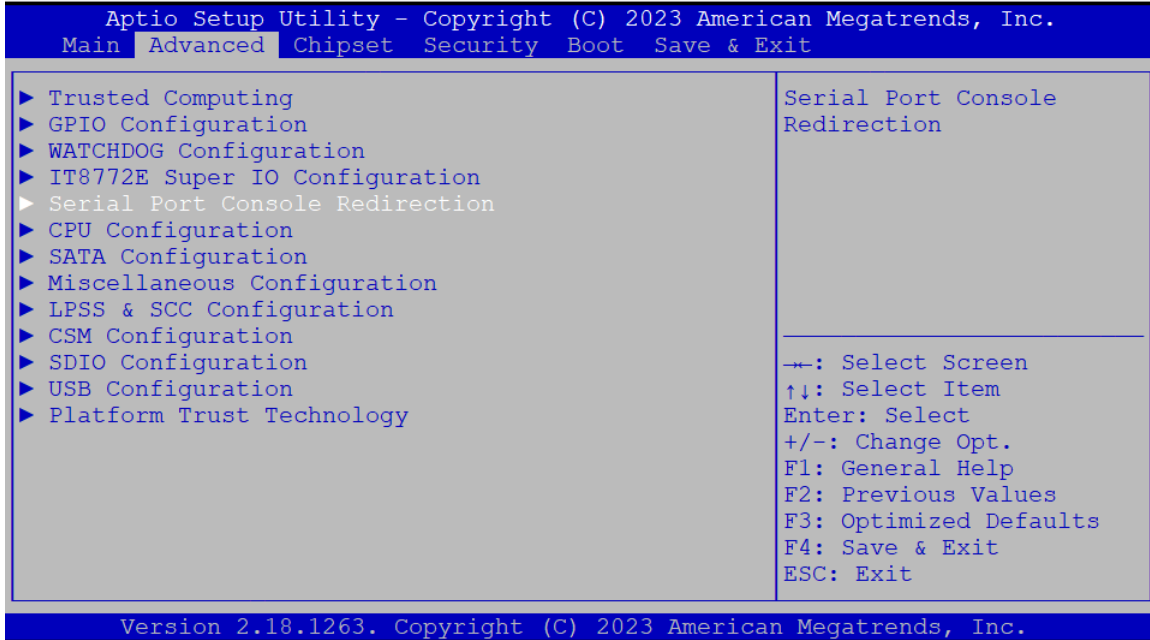 Aptio Setup Utility – Copyright (C) 2023 American Megatrends, Inc.
Main Advanced Chipset Security Boot Save & Exit
► Trusted Computing
► GPIO Configuration
► WATCHDOG Configuration
► IT8772E Super IO Configuration
► Serial Port Console Redirection
► CPU Configuration
► SATA Configuration
► Miscellaneous Configuration
► LPSS & SCC Configuration
► CSM Configuration
► SDIO Configuration
► USB Configuration
► Platform Trust Technology
Serial Port Console
Redirection
→←: Select Screen
↑↓: Select Item
Enter: Select
+/-: Change Opt.
F1: General Help
F2: Previous Values
F3: Optimized Defaults
F4: Save & Exit
ESC: Exit
Version 2.18.1263. Copyright (C) 2023 American Megatrends, Inc.